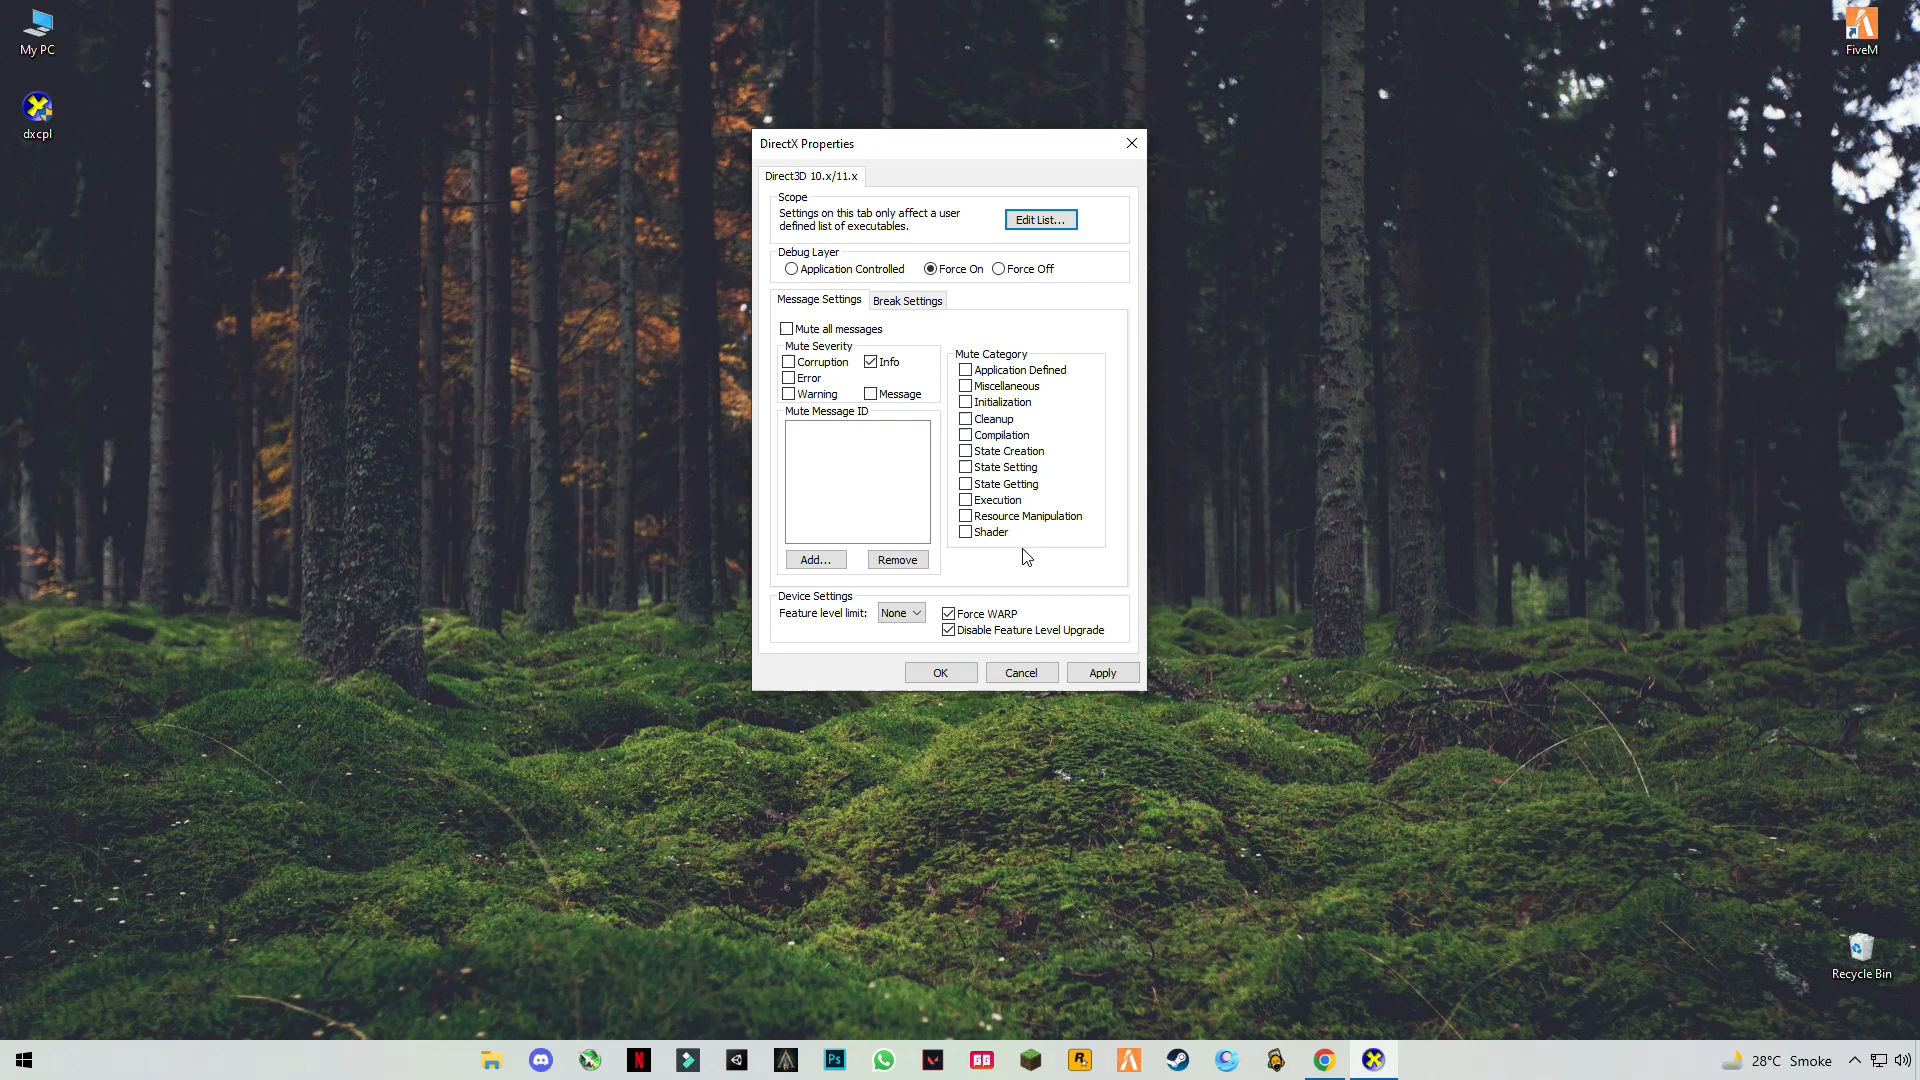 My PC
dxcpl
FiveM
DirectX Properties
Direct3D 10.x/11.x
Scope
Settings on this tab only affect a user
defined list of executables.
Edit List...
Debug Layer
Application Controlled
Force On
Force Off
Message Settings
Break Settings
Mute all messages
Mute Severity
Corruption
Info
Error
Warning
Message
Mute Message ID
Add...
Remove
Mute Category
Application Defined
Miscellaneous
Initialization
Cleanup
Compilation
State Creation
State Setting
State Getting
Execution
Resource Manipulation
Shader
Device Settings
Feature level limit:
None
Force WARP
Disable Feature Level Upgrade
OK
Cancel
Apply
Recycle Bin
N
Ps
R
28°C Smoke